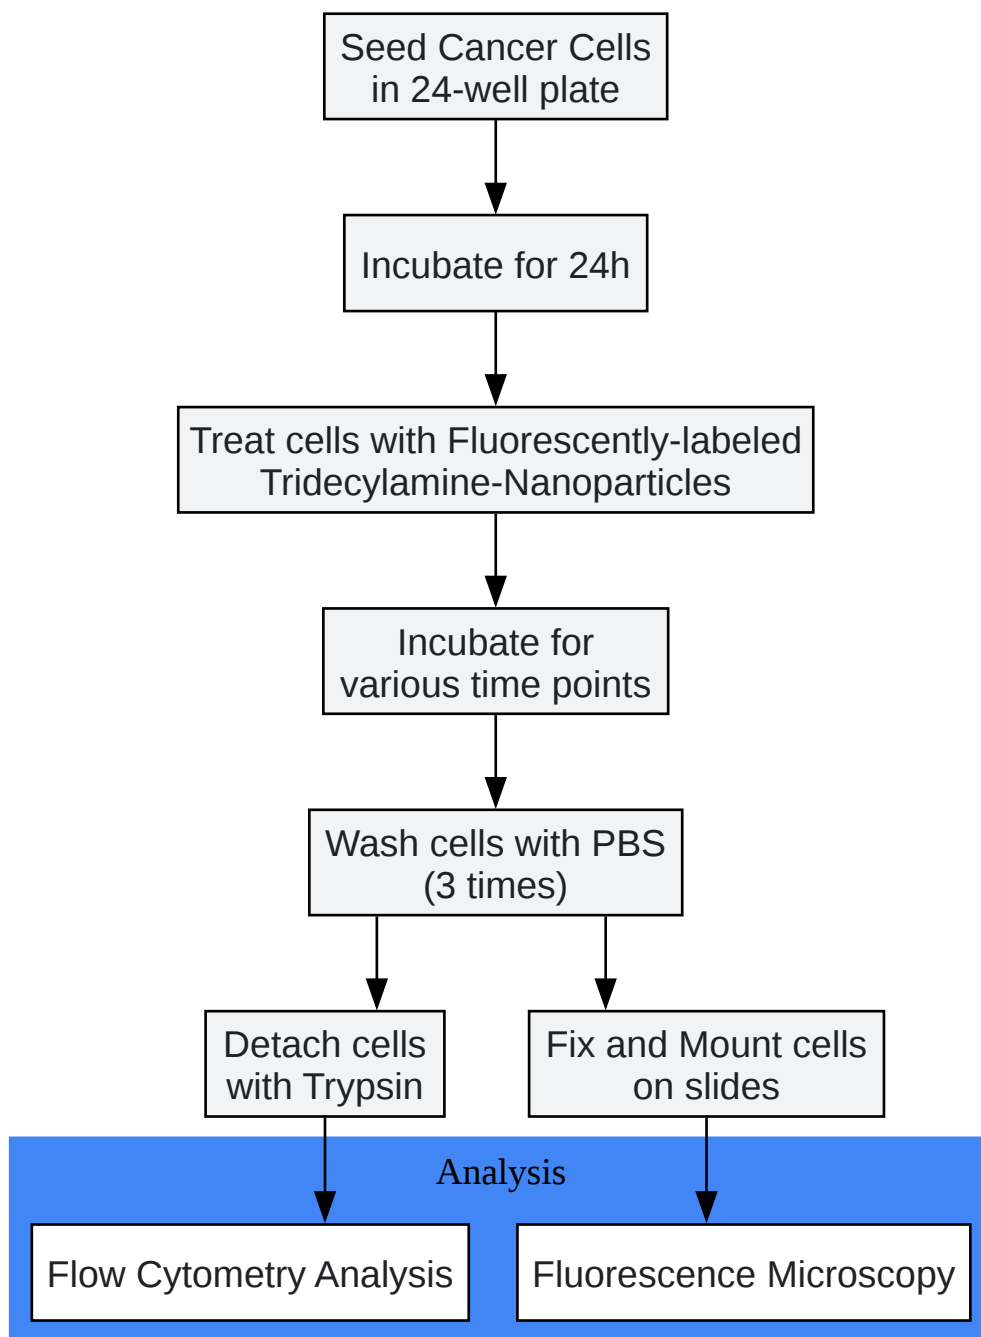 Seed Cancer Cells
in 24-well plate
Incubate for 24h
Treat cells with Fluorescently-labeled
Tridecylamine-Nanoparticles
Incubate for
various time points
Wash cells with PBS
(3 times)
Detach cells
with Trypsin
Fix and Mount cells
on slides
Analysis
Flow Cytometry Analysis
Fluorescence Microscopy